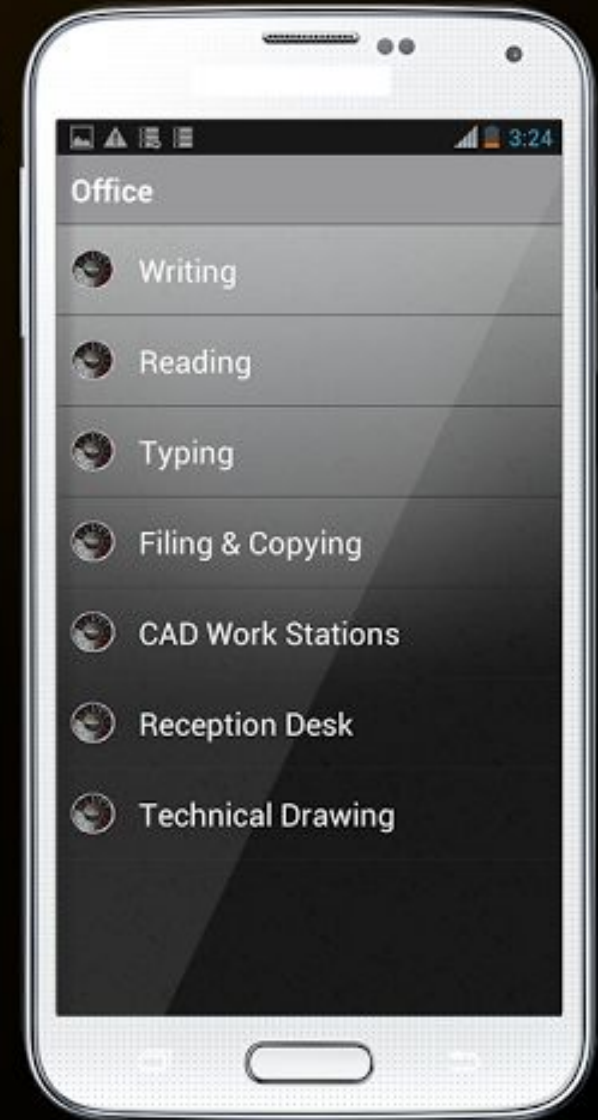 3:24
Office
Writing
Reading
Typing
Filing & Copying
CAD Work Stations
Reception Desk
Technical Drawing